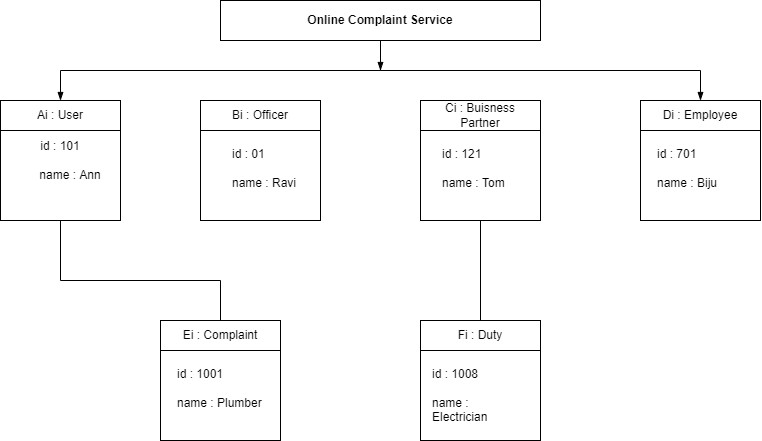 Online Complaint Service
Ai : User
id : 101
name : Ann
Bi : Officer
id : 01
name : Ravi
Ci : Buisness
Partner
id : 121
name : Tom
Di : Employee
id : 701
name : Biju
Ei : Complaint
id : 1001
name : Plumber
Fi : Duty
id : 1008
name :
Electrician